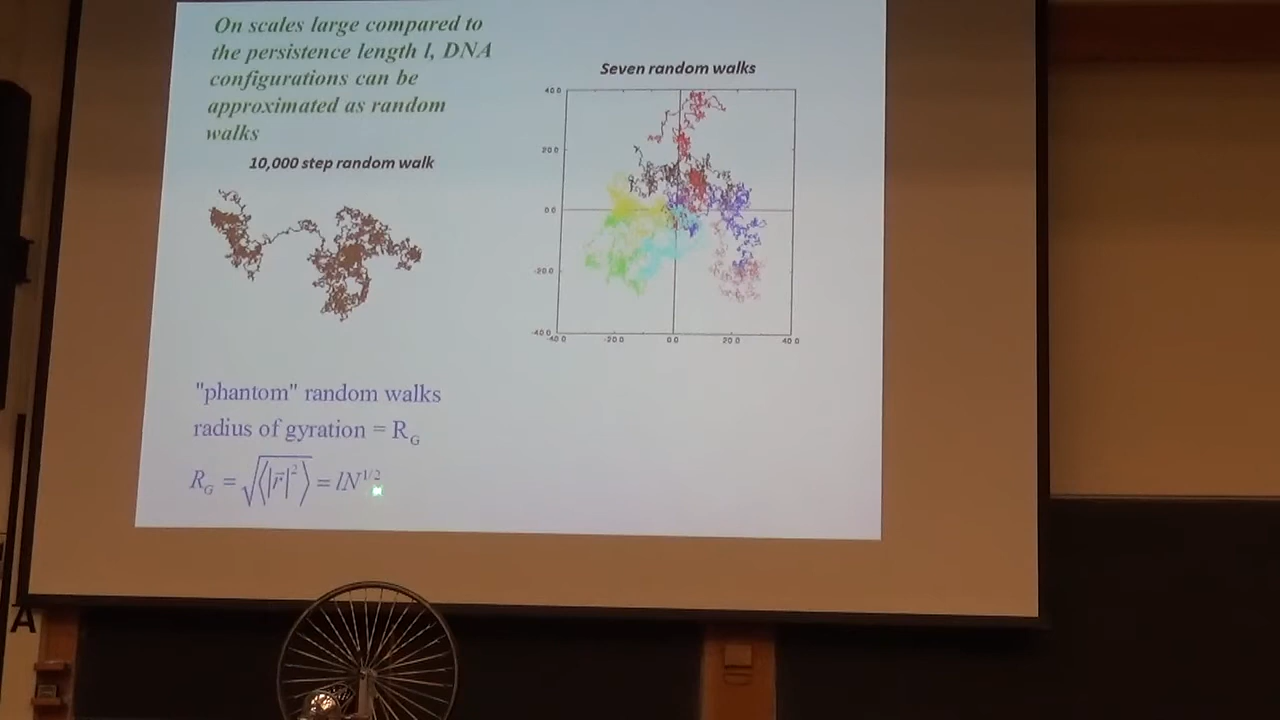 On scales large compared to
the persistence length l, DNA
configurations can be
approximated as random
walks
10,000 step random walk
Seven random walks
40.0
20.0
0.0
-20.0
-40.0
-40.0 -20.0 0.0 20.0 40.0
"phantom" random walks
radius of gyration = R_G
R_G = √⟨|r⃗|²⟩ = lN^{1/2}
A